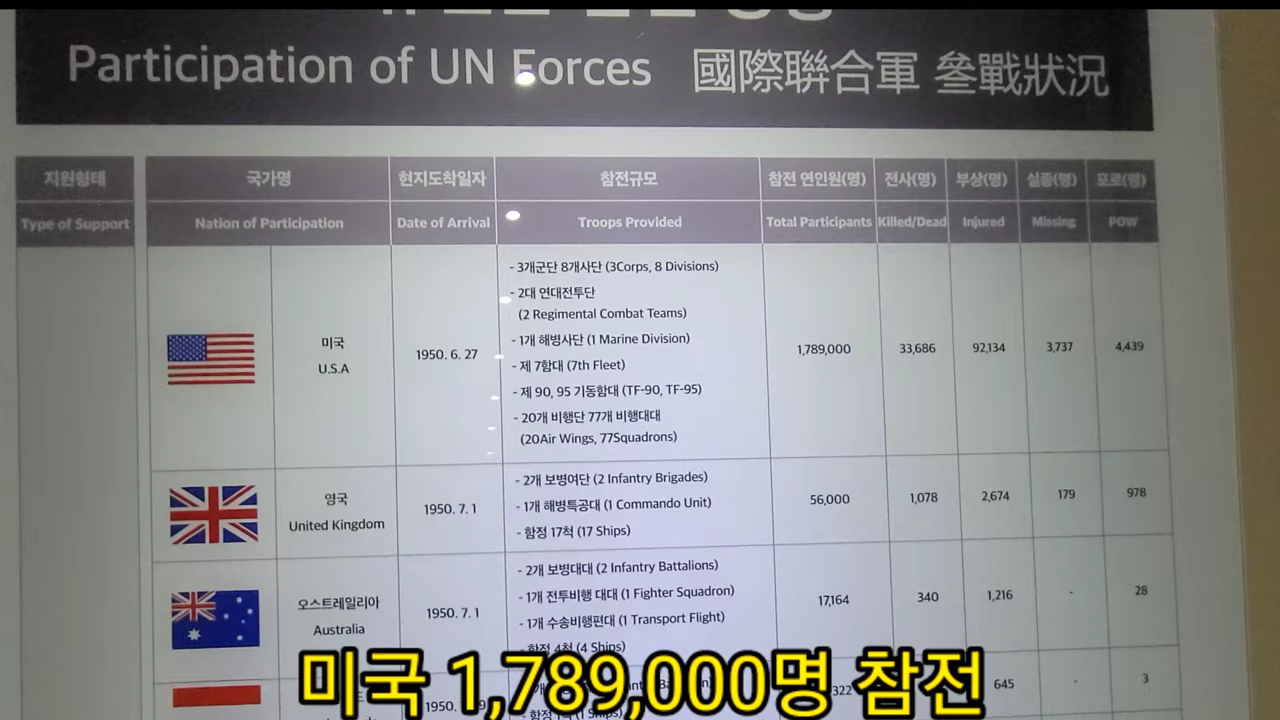 Participation of UN Forces 國際聯合軍 參戰狀況
지원형태 국가명 현지도착일자 참전규모 참전 연인원(명) 전사(명) 부상(명) 실종(명) 포로(명)
Type of Support Nation of Participation Date of Arrival Troops Provided Total Participants Killed/Dead Injured Missing POW
- 3개군단 8개사단 (3Corps, 8 Divisions)
- 2대 연대전투단
(2 Regimental Combat Teams)
미국 - 1개 해병사단 (1 Marine Division)
U.S.A 1950. 6. 27 1,789,000 33,686 92,134 3,737 4,439
- 제 7함대 (7th Fleet)
- 제 90, 95 기동함대 (TF-90, TF-95)
- 20개 비행단 77개 비행대대
(20Air Wings, 77Squadrons)
- 2개 보병여단 (2 Infantry Brigades)
영국 1950. 7. 1 - 1개 해병특공대 (1 Commando Unit) 56,000 1,078 2,674 179 978
United Kingdom
- 함정 17척 (17 Ships)
- 2개 보병대대 (2 Infantry Battalions)
오스트레일리아 1950. 7. 1 - 1개 전투비행 대대 (1 Fighter Squadron) 17,164 340 1,216 - 28
Australia - 1개 수송비행편대 (1 Transport Flight)
- 함정 4척 (4 Ships)
1950. 322 645 - 3
미국 1,789,000명 참전